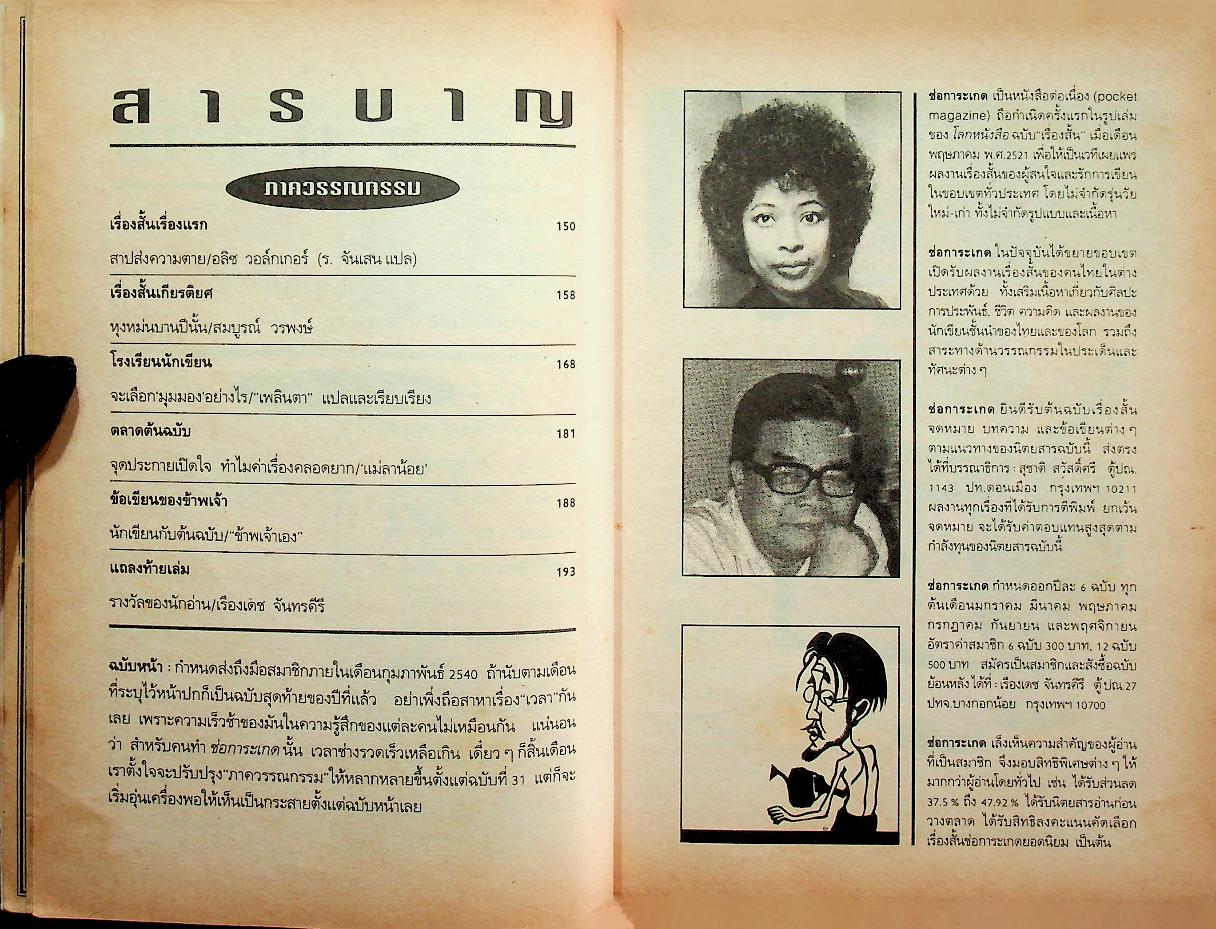 สารบาญ
ภาควรรณกรรม
เรื่องสั้นเรื่องแรก 150
สาปส่งความตาย/อลิซ วอล์กเกอร์ (ร. จันเสน แปล)
เรื่องสั้นเกียรติยศ 158
หุงหม่นบานปีนั้น/สมบูรณ์ วรพงษ์
โรงเรียนนักเขียน 168
จะเลือก'มุมมอง'อย่างไร/"เพลินตา" แปลและเรียบเรียง
ตลาดต้นฉบับ 181
จุดประกายเปิดใจ ทำไมค่าเรื่องคลอดยาก/'แม่ลาน้อย'
ข้อเขียนของข้าพเจ้า 188
นักเขียนกับต้นฉบับ/"ข้าพเจ้าเอง"
แถลงท้ายเล่ม 193
รางวัลของนักอ่าน/เรืองเดช จันทรคีรี
ฉบับหน้า : กำหนดส่งถึงมือสมาชิกภายในเดือนกุมภาพันธ์ 2540 ถ้านับตามเดือน
ที่ระบุไว้หน้าปกก็เป็นฉบับสุดท้ายของปีที่แล้ว อย่าเพิ่งถือสาหาเรื่อง"เวลา"กัน
เลย เพราะความเร็วช้าของมันในความรู้สึกของแต่ละคนไม่เหมือนกัน แน่นอน
ว่า สำหรับคนทำ ช่อการะเกด นั้น เวลาช่างรวดเร็วเหลือเกิน เดี๋ยว ๆ ก็สิ้นเดือน
เราตั้งใจจะปรับปรุง"ภาควรรณกรรม"ให้หลากหลายขึ้นตั้งแต่ฉบับที่ 31 แต่ก็จะ
เริ่มอุ่นเครื่องพอให้เห็นเป็นกระสายตั้งแต่ฉบับหน้าเลย
ช่อการะเกด เป็นหนังสือต่อเนื่อง (pocket
magazine) ถือกำเนิดครั้งแรกในรูปเล่ม
ของ โลกหนังสือ ฉบับ"เรื่องสั้น" เมื่อเดือน
พฤษภาคม พ.ศ.2521 เพื่อให้เป็นเวทีเผยแพร่
ผลงานเรื่องสั้นของผู้สนใจและรักการเขียน
ในขอบเขตทั่วประเทศ โดยไม่จำกัดรุ่นวัย
ใหม่-เก่า ทั้งไม่จำกัดรูปแบบและเนื้อหา
ช่อการะเกด ในปัจจุบันได้ขยายขอบเขต
เปิดรับผลงานเรื่องสั้นของคนไทยในต่าง
ประเทศด้วย ทั้งเสริมเนื้อหาเกี่ยวกับศิลปะ
การประพันธ์, ชีวิต ความคิด และผลงานของ
นักเขียนชั้นนำของไทยและของโลก รวมถึง
สาระทางด้านวรรณกรรมในประเด็นและ
ทัศนะต่าง ๆ
ช่อการะเกด ยินดีรับต้นฉบับเรื่องสั้น
จดหมาย บทความ และข้อเขียนต่าง ๆ
ตามแนวทางของนิตยสารฉบับนี้ ส่งตรง
ได้ที่บรรณาธิการ : สุชาติ สวัสดิ์ศรี ตู้ปณ.
1143 ปท.ดอนเมือง กรุงเทพฯ 10211
ผลงานทุกเรื่องที่ได้รับการตีพิมพ์ ยกเว้น
จดหมาย จะได้รับค่าตอบแทนสูงสุดตาม
กำลังทุนของนิตยสารฉบับนี้
ช่อการะเกด กำหนดออกปีละ 6 ฉบับ ทุก
ต้นเดือนมกราคม มีนาคม พฤษภาคม
กรกฎาคม กันยายน และพฤศจิกายน
อัตราค่าสมาชิก 6 ฉบับ 300 บาท, 12 ฉบับ
500 บาท สมัครเป็นสมาชิกและสั่งซื้อฉบับ
ย้อนหลังได้ที่ : เรืองเดช จันทรคีรี ตู้ปณ.27
ปทจ.บางกอกน้อย กรุงเทพฯ 10700
ช่อการะเกด เล็งเห็นความสำคัญของผู้อ่าน
ที่เป็นสมาชิก จึงมอบสิทธิพิเศษต่าง ๆ ให้
มากกว่าผู้อ่านโดยทั่วไป เช่น ได้รับส่วนลด
37.5 % ถึง 47.92 % ได้รับนิตยสารอ่านก่อน
วางตลาด ได้รับสิทธิลงคะแนนคัดเลือก
เรื่องสั้นช่อการะเกดยอดนิยม เป็นต้น